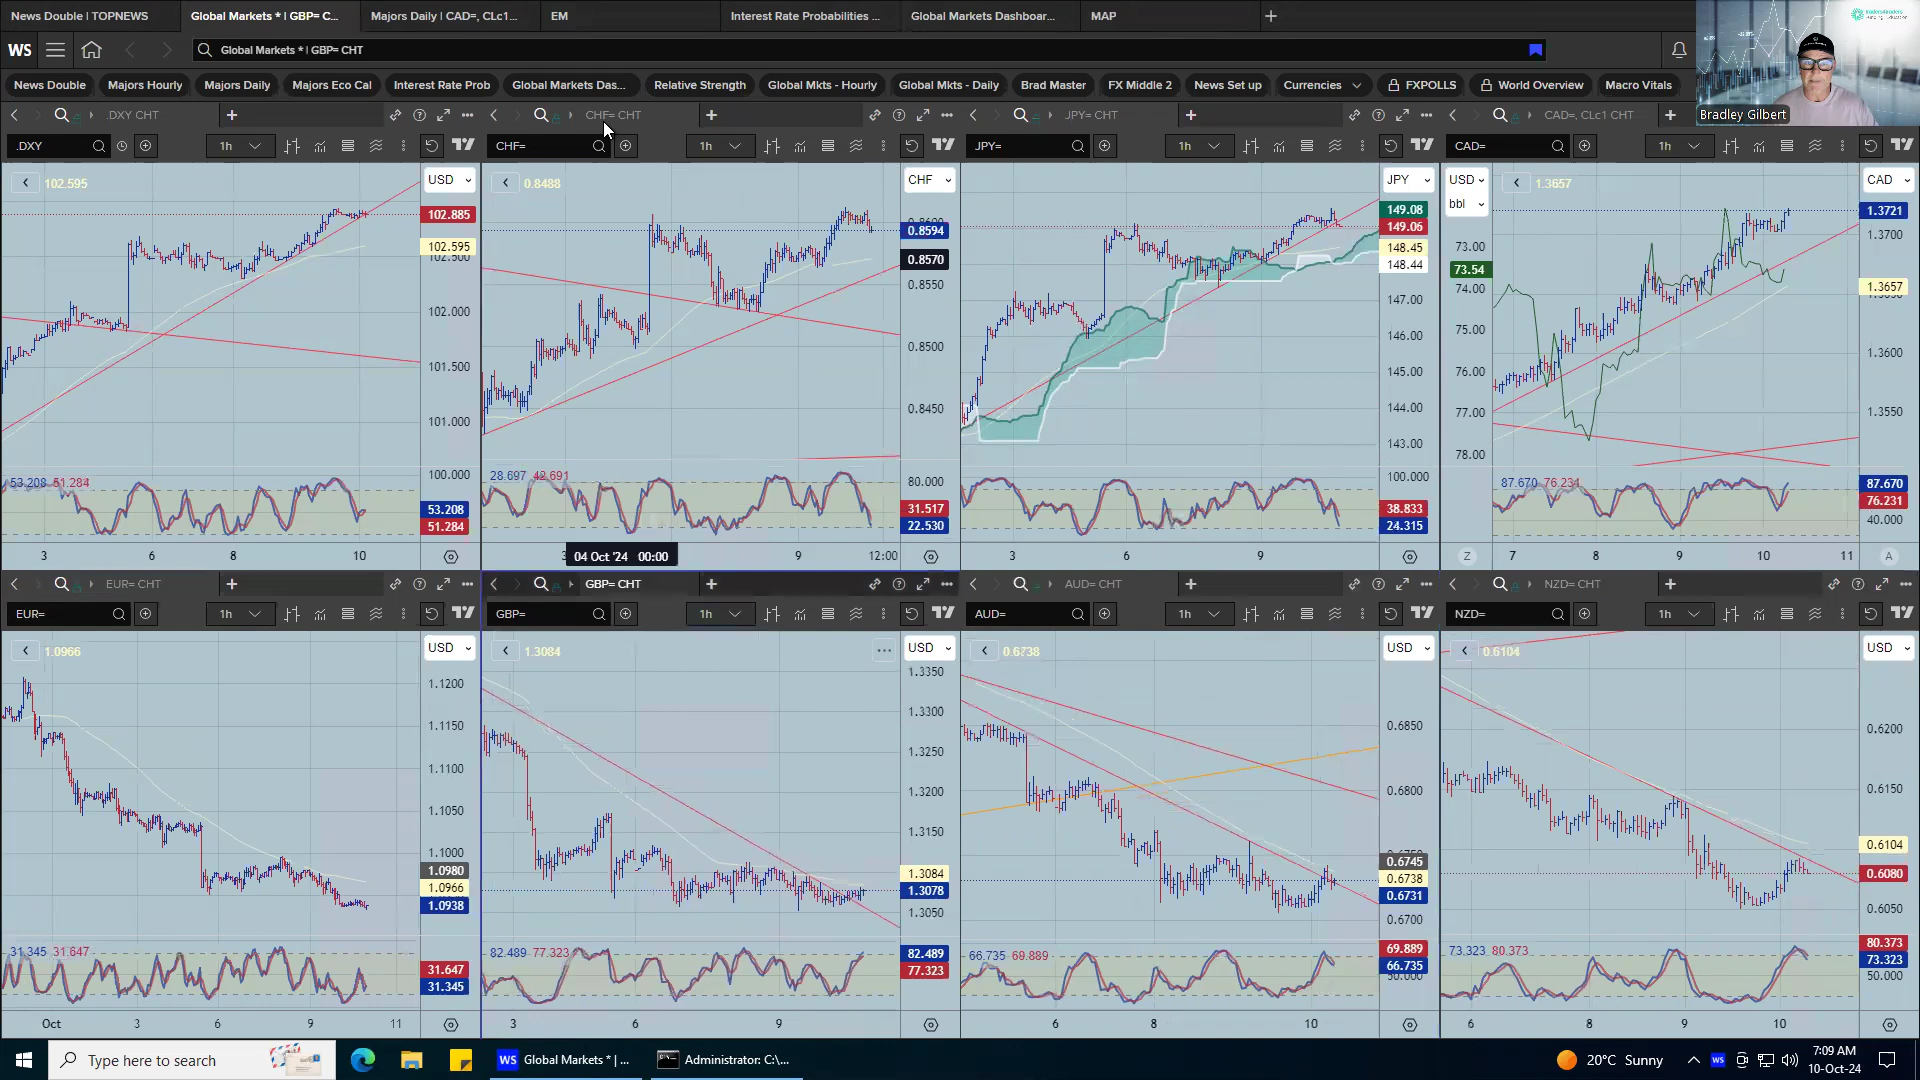 News Double | TOPNEWS
Global Markets * | GBP= C...
Majors Daily | CAD=, CLc1...
EM
Interest Rate Probabilities ...
Global Markets Dashboar...
MAP
WS
Global Markets * | GBP= CHT
News Double
Majors Hourly
Majors Daily
Majors Eco Cal
Interest Rate Prob
Global Markets Das...
Relative Strength
Global Mkts - Hourly
Global Mkts - Daily
Brad Master
FX Middle 2
News Set up
Currencies
FXPOLLS
World Overview
Macro Vitals
Bradley Gilbert
.DXY CHT
CHF= CHT
JPY= CHT
CAD=, CLc1 CHT
.DXY
1h
CHF=
1h
JPY=
1h
CAD=
1h
102.595
USD
102.885
102.595
102.500
102.000
101.500
101.000
100.000
53.208 51.284
53.208
51.284
3 6 8 10
0.8488
CHF
0.8600
0.8594
0.8570
0.8550
0.8500
0.8450
28.697 42.691
80.000
31.517
22.530
04 Oct '24 00:00
9 12:00
JPY
149.08
149.06
148.45
148.44
147.00
146.00
145.00
144.00
143.00
100.000
38.833
24.315
3 6 9
USD
bbl
1.3657
CAD
73.00
73.54
74.00
75.00
76.00
77.00
78.00
1.3721
1.3700
1.3657
1.3600
1.3550
87.670 76.234
87.670
76.231
40.000
Z
7 8 9 10 11
A
EUR= CHT
GBP= CHT
AUD= CHT
NZD= CHT
EUR=
1h
GBP=
1h
AUD=
1h
NZD=
1h
1.0966
USD
1.1200
1.1150
1.1100
1.1050
1.1000
1.0980
1.0966
1.0938
31.345 31.647
31.647
31.345
Oct 3 6 9 11
1.3084
USD
1.3350
1.3300
1.3250
1.3200
1.3150
1.3084
1.3078
1.3050
82.489 77.323
82.489
77.323
3 6 9
0.6738
USD
0.6850
0.6800
0.6745
0.6738
0.6731
0.6700
66.735 69.889
69.889
66.735
50.000
6 8 10
0.6104
USD
0.6200
0.6150
0.6104
0.6080
0.6050
73.323 80.373
80.373
73.323
50.000
6 8 9 10
Type here to search
WS
Global Markets * | ...
Administrator: C:\...
20°C Sunny
WS
7:09 AM
10-Oct-24